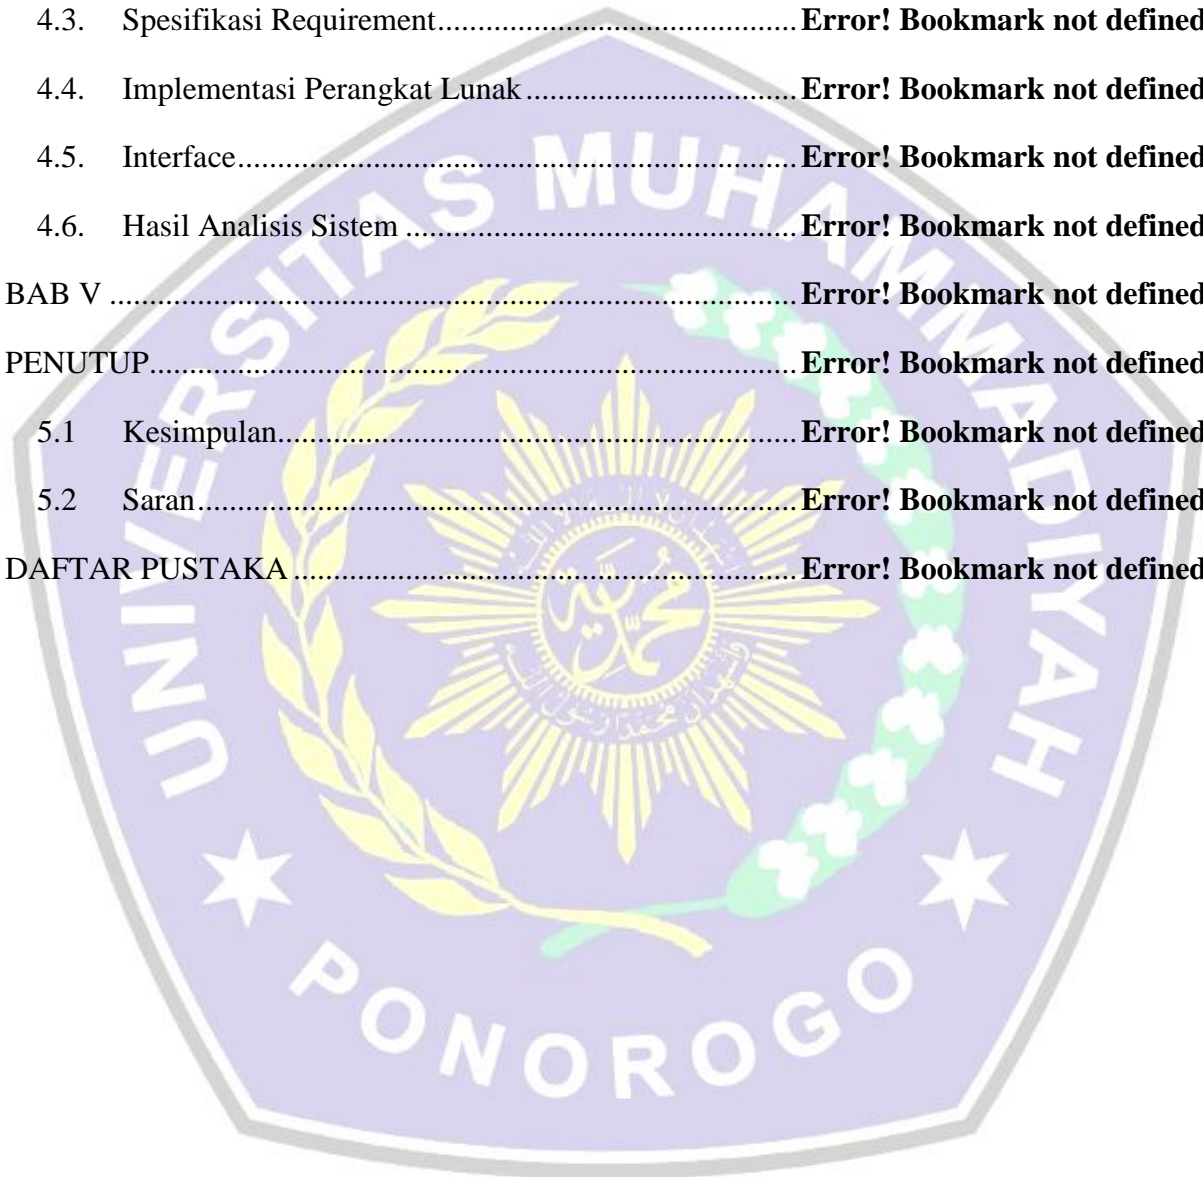 4.3. Spesifikasi Requirement.............................................Error! Bookmark not defined
4.4. Implementasi Perangkat Lunak..................................Error! Bookmark not defined
4.5. Interface......................................................................Error! Bookmark not defined
4.6. Hasil Analisis Sistem .................................................Error! Bookmark not defined
BAB V ......................................................................................Error! Bookmark not defined
PENUTUP.................................................................................Error! Bookmark not defined
5.1 Kesimpulan.................................................................Error! Bookmark not defined
5.2 Saran...........................................................................Error! Bookmark not defined
DAFTAR PUSTAKA ...............................................................Error! Bookmark not defined
UNIVERSITAS MUHAMMADIYAH
محمدية
PONOROGO